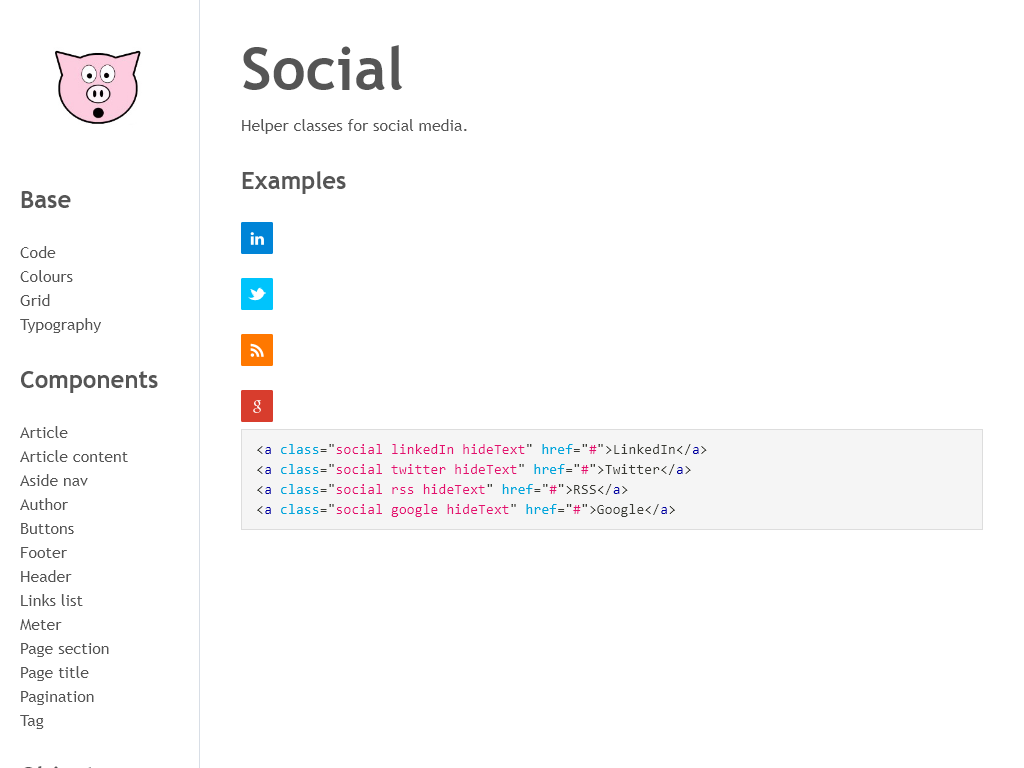 Base
Code
Colours
Grid
Typography
Components
Article
Article content
Aside nav
Author
Buttons
Footer
Header
Links list
Meter
Page section
Page title
Pagination
Tag
Social
Helper classes for social media.
Examples
in
g
<a class="social linkedIn hideText" href="#">LinkedIn</a>
<a class="social twitter hideText" href="#">Twitter</a>
<a class="social rss hideText" href="#">RSS</a>
<a class="social google hideText" href="#">Google</a>